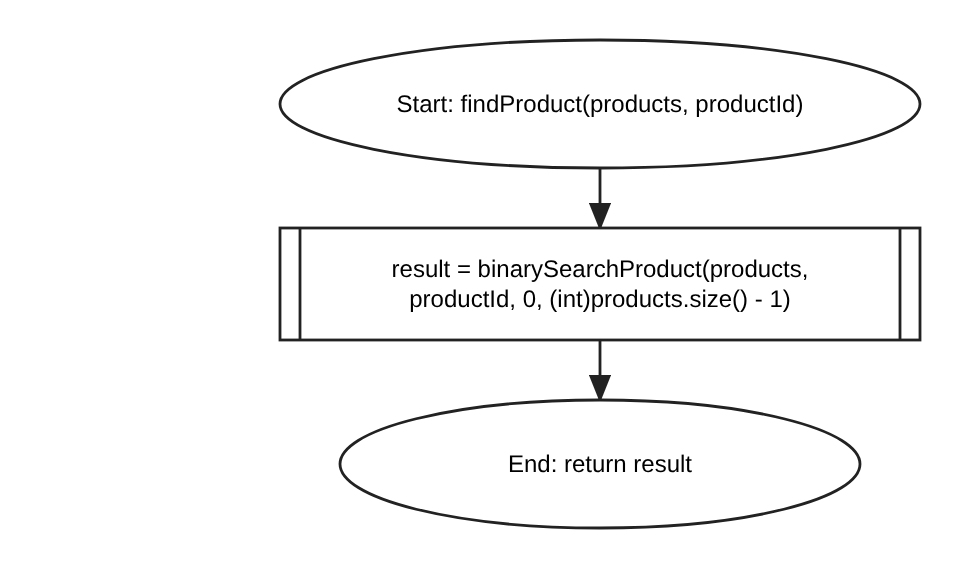 Start: findProduct(products, productId)
result = binarySearchProduct(products,
productId, 0, (int)products.size() - 1)
End: return result